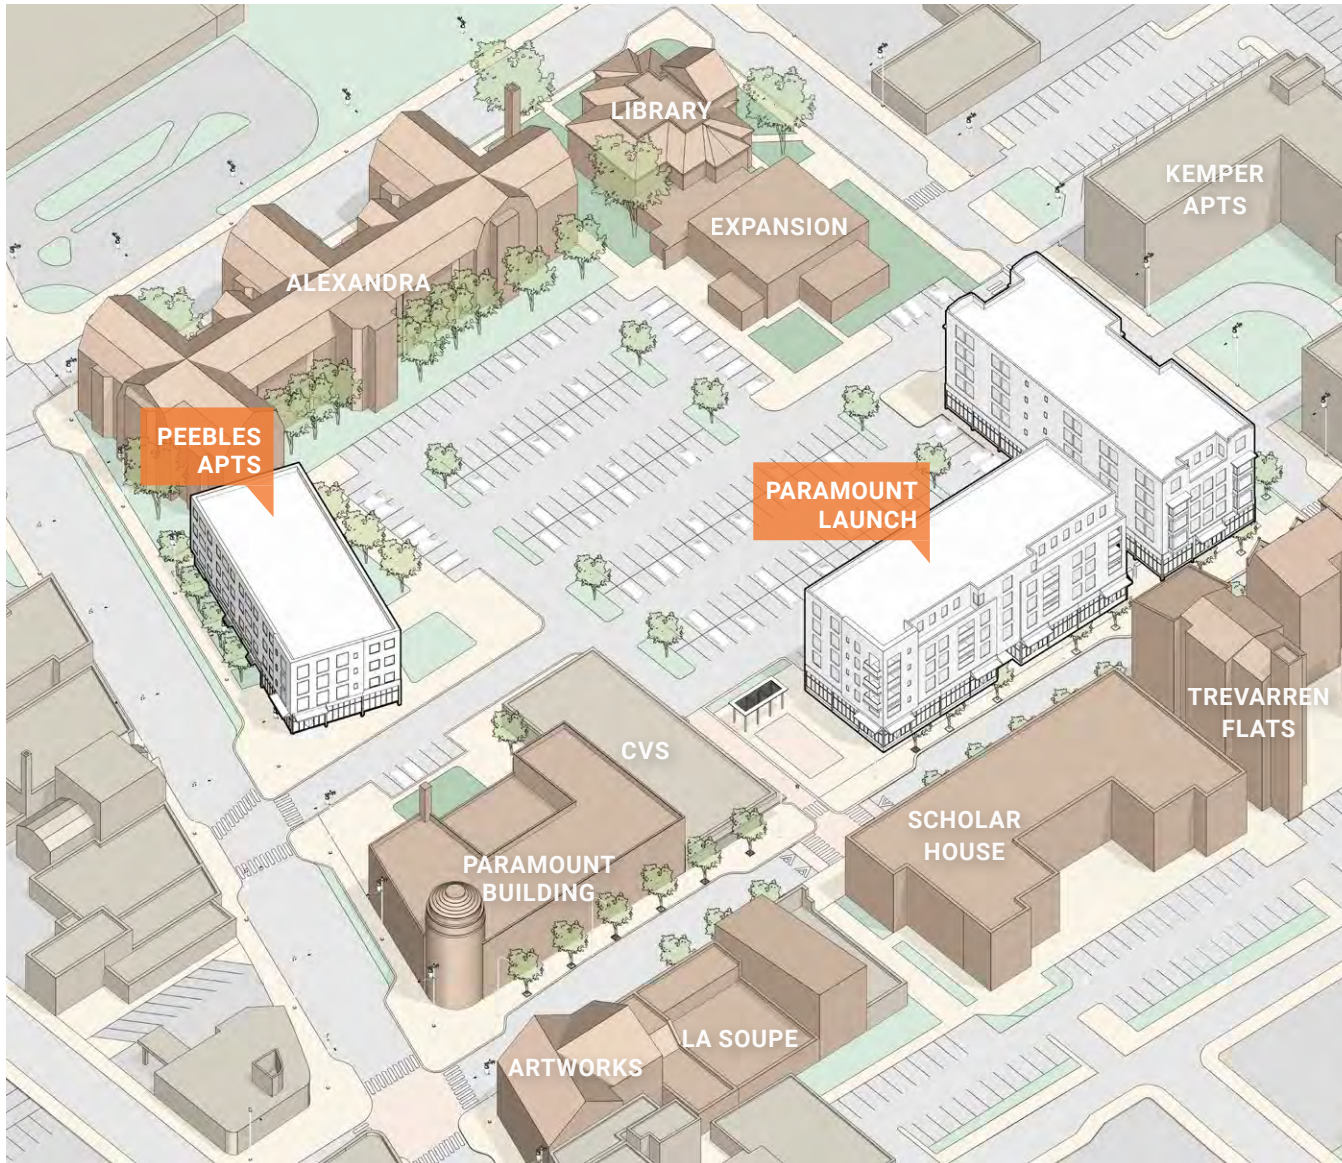 LIBRARY
KEMPER
APTS
EXPANSION
ALEXANDRA
PEEBLES
APTS
PARAMOUNT
LAUNCH
TREVARREN
FLATS
CVS
SCHOLAR
HOUSE
PARAMOUNT
BUILDING
LA SOUPE
ARTWORKS